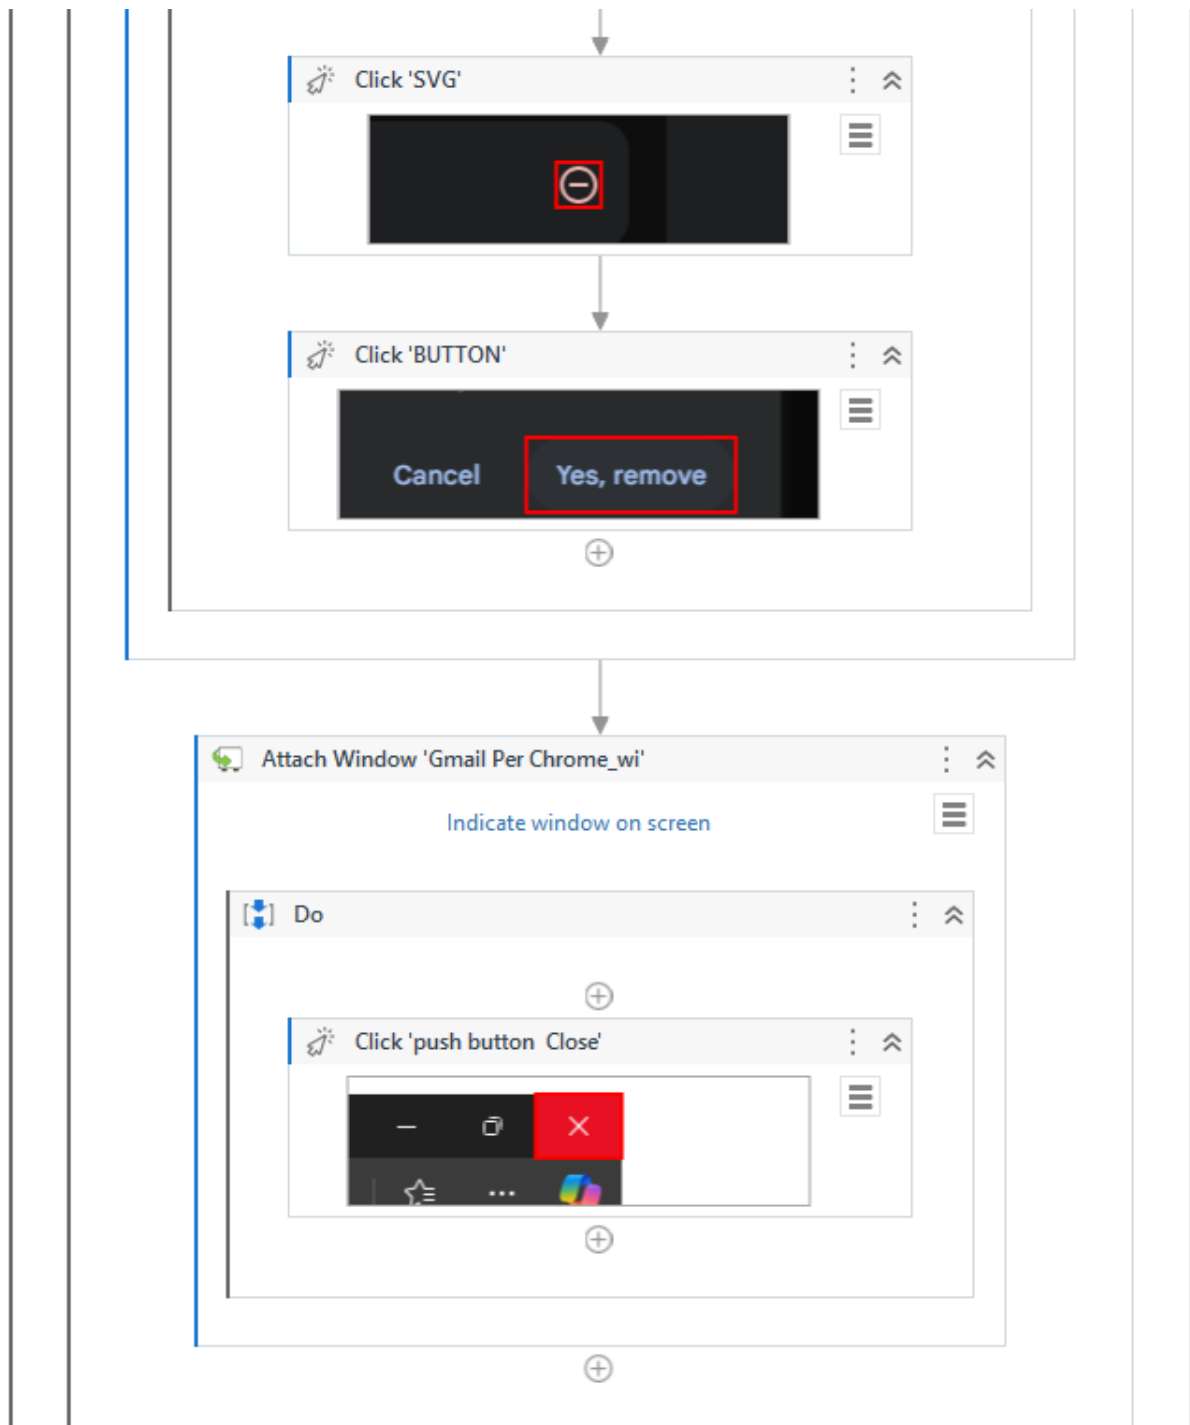 Click 'SVG'
Click 'BUTTON'
Cancel
Yes, remove
Attach Window 'Gmail Per Chrome_wi'
Indicate window on screen
Do
Click 'push button  Close'